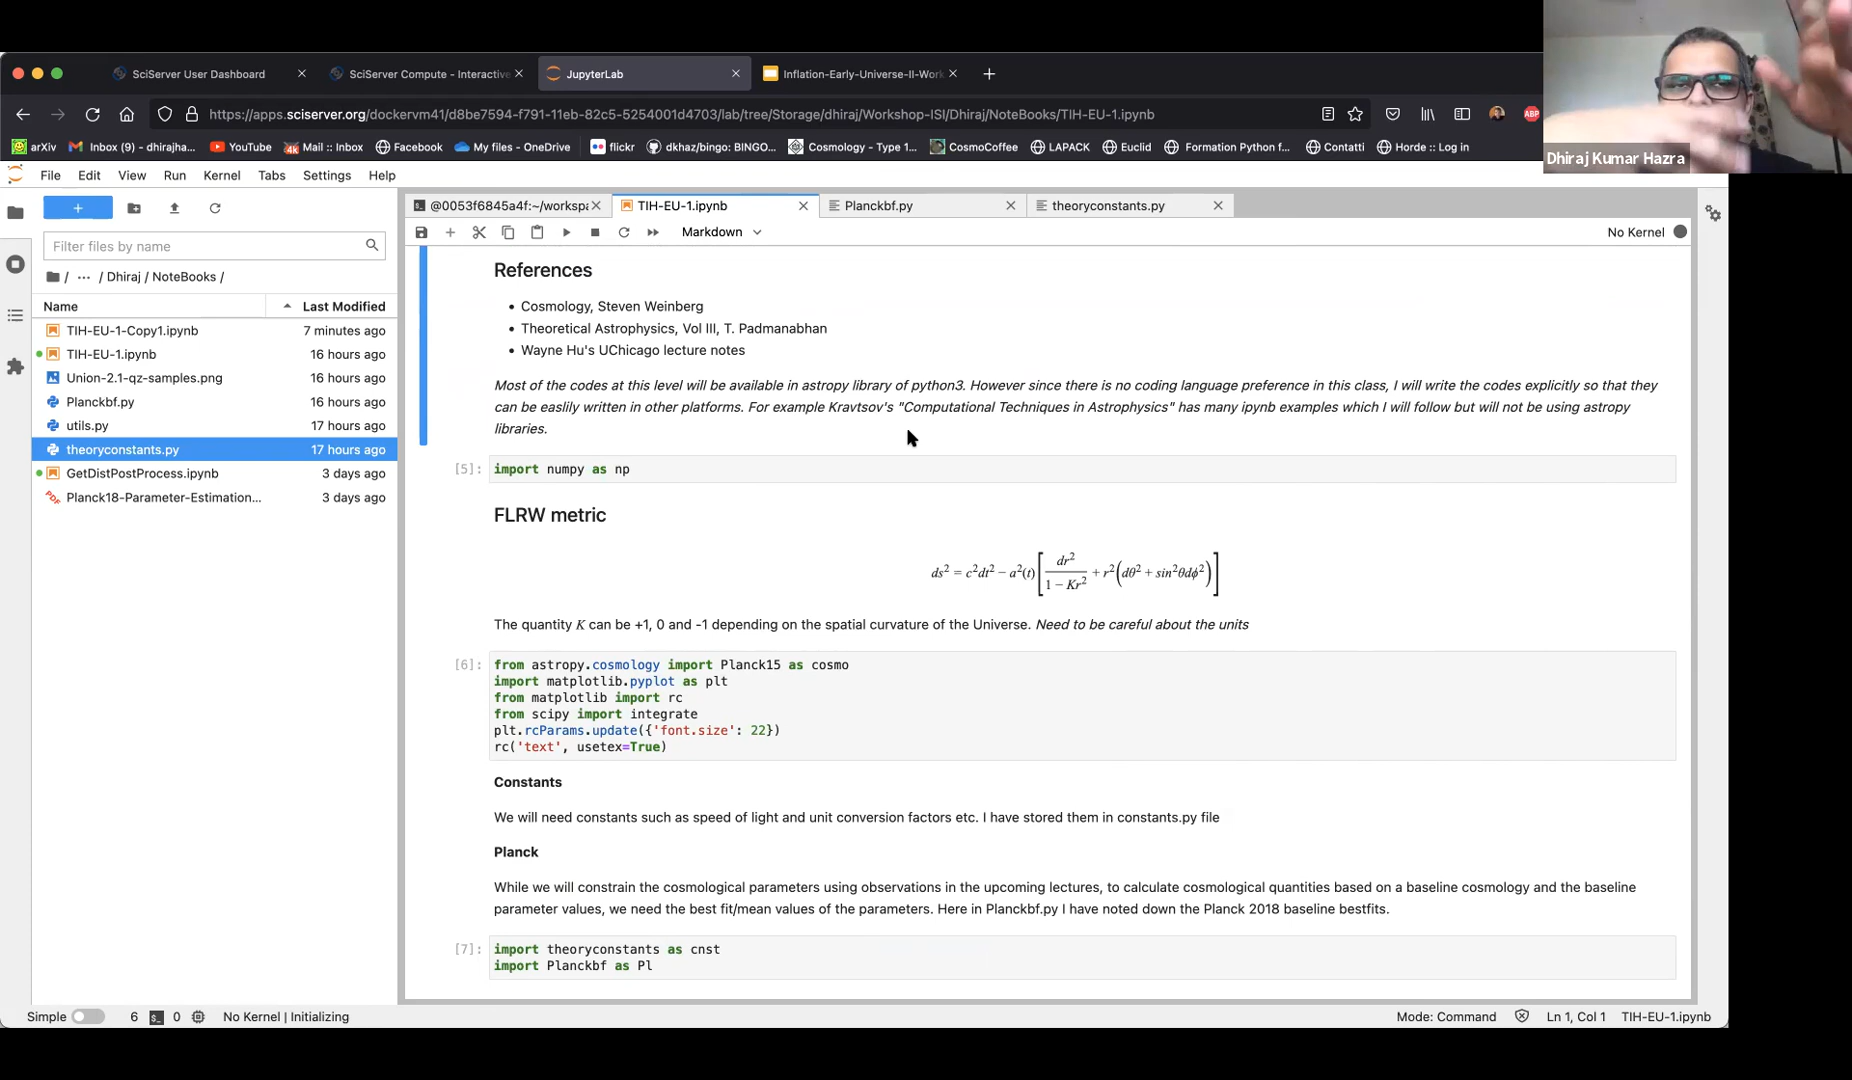 SciServer User Dashboard
SciServer Compute - Interactive
JupyterLab
Inflation-Early-Universe-II-Work
https://apps.sciserver.org/dockervm41/d8be7594-f791-11eb-82c5-5254001d4703/lab/tree/Storage/dhiraj/Workshop-ISI/Dhiraj/NoteBooks/TIH-EU-1.ipynb
ABP
arXiv
Inbox (9) - dhirajha...
YouTube
4k
Mail :: Inbox
Facebook
My files - OneDrive
flickr
dkhaz/bingo: BINGO...
Cosmology - Type 1...
CosmoCoffee
LAPACK
Euclid
Formation Python f...
Contatti
Horde :: Log in
Dhiraj Kumar Hazra
File Edit View Run Kernel Tabs Settings Help
@0053f6845a4f:~/workspa
TIH-EU-1.ipynb
Planckbf.py
theoryconstants.py
Markdown
No Kernel
Filter files by name
/ ... / Dhiraj / NoteBooks /
Name Last Modified
TIH-EU-1-Copy1.ipynb 7 minutes ago
TIH-EU-1.ipynb 16 hours ago
Union-2.1-qz-samples.png 16 hours ago
Planckbf.py 16 hours ago
utils.py 17 hours ago
theoryconstants.py 17 hours ago
GetDistPostProcess.ipynb 3 days ago
Planck18-Parameter-Estimation... 3 days ago
References
• Cosmology, Steven Weinberg
• Theoretical Astrophysics, Vol III, T. Padmanabhan
• Wayne Hu's UChicago lecture notes
Most of the codes at this level will be available in astropy library of python3. However since there is no coding language preference in this class, I will write the codes explicitly so that they
can be easlily written in other platforms. For example Kravtsov's "Computational Techniques in Astrophysics" has many ipynb examples which I will follow but will not be using astropy
libraries.
[5]: import numpy as np
FLRW metric
ds² = c²dt² − a²(t)[dr²/(1 − Kr²) + r²(dθ² + sin²θdϕ²)]
The quantity K can be +1, 0 and -1 depending on the spatial curvature of the Universe. Need to be careful about the units
[6]: from astropy.cosmology import Planck15 as cosmo
import matplotlib.pyplot as plt
from matplotlib import rc
from scipy import integrate
plt.rcParams.update({'font.size': 22})
rc('text', usetex=True)
Constants
We will need constants such as speed of light and unit conversion factors etc. I have stored them in constants.py file
Planck
While we will constrain the cosmological parameters using observations in the upcoming lectures, to calculate cosmological quantities based on a baseline cosmology and the baseline
parameter values, we need the best fit/mean values of the parameters. Here in Planckbf.py I have noted down the Planck 2018 baseline bestfits.
[7]: import theoryconstants as cnst
import Planckbf as Pl
Simple 6 0 No Kernel | Initializing
Mode: Command Ln 1, Col 1 TIH-EU-1.ipynb